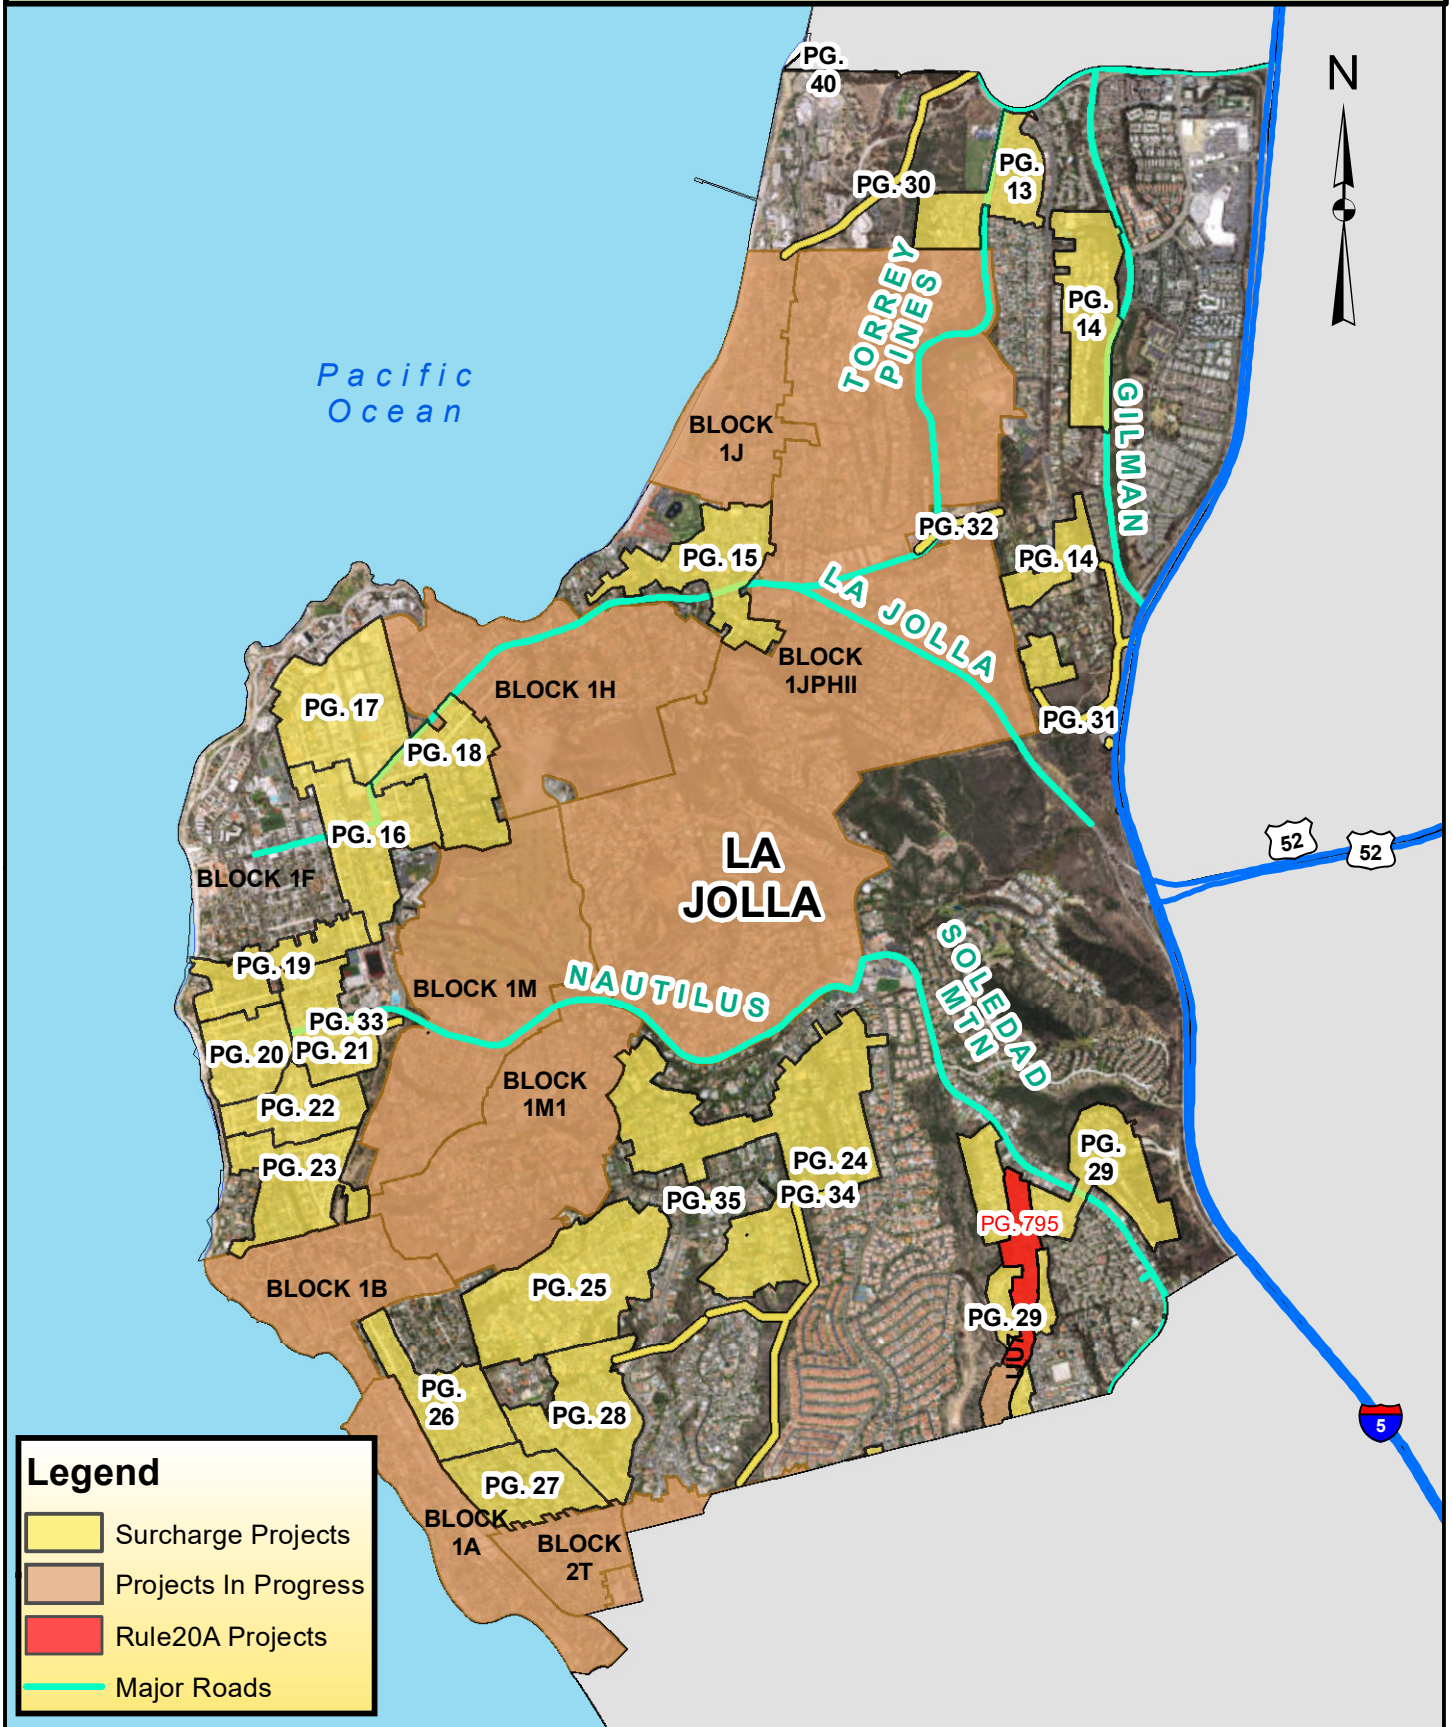 PG.
40
N
PG. 30
PG.
13
TORREY
PINES
PG.
14
Pacific
Ocean
GILMAN
BLOCK
1J
PG. 32
PG. 15
PG. 14
LA JOLLA
BLOCK
1JPHII
BLOCK 1H
PG. 17
PG. 31
PG. 18
PG. 16
52
52
LA
JOLLA
BLOCK 1F
SOLEDAD
MTN
PG. 19
BLOCK 1M
NAUTILUS
PG. 33
PG. 20
PG. 21
BLOCK
1M1
PG. 22
PG. 23
PG. 24
PG.
29
PG. 35
PG. 34
PG. 795
BLOCK 1B
PG. 25
PG. 29
PG.
26
PG. 28
5
PG. 27
BLOCK
1A
BLOCK
2T
Legend
Surcharge Projects
Projects In Progress
Rule20A Projects
Major Roads